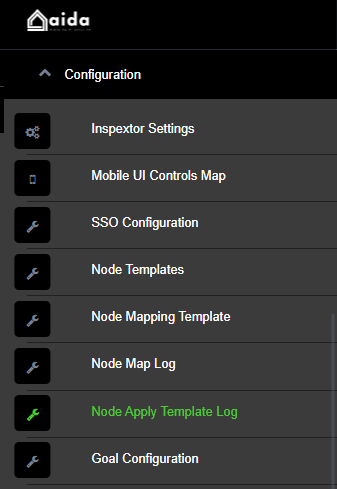 aida
Configuration
Inspextor Settings
Mobile UI Controls Map
SSO Configuration
Node Templates
Node Mapping Template
Node Map Log
Node Apply Template Log
Goal Configuration